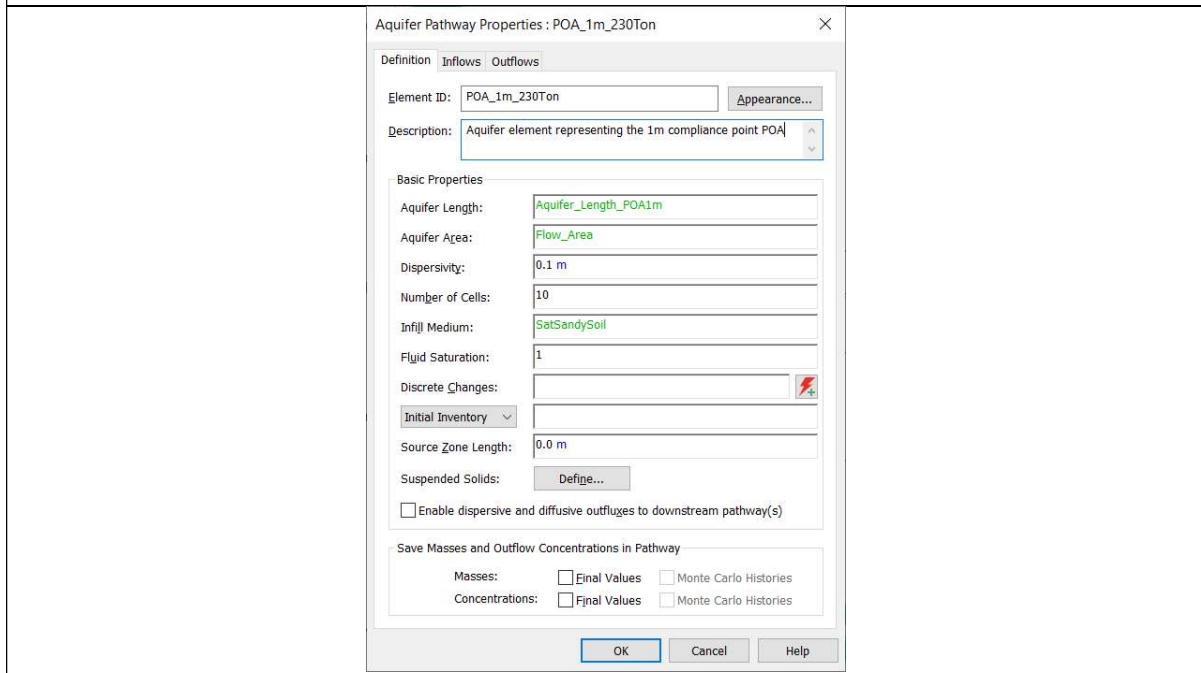 Aquifer Pathway Properties : POA_1m_230Ton
Definition Inflows Outflows
Element ID: POA_1m_230Ton Appearance...
Description: Aquifer element representing the 1m compliance point POA
Basic Properties
Aquifer Length: Aquifer_Length_POA1m
Aquifer Area: Flow_Area
Dispersivity: 0.1 m
Number of Cells: 10
Infill Medium: SatSandySoil
Fluid Saturation: 1
Discrete Changes:
Initial Inventory
Source Zone Length: 0.0 m
Suspended Solids: Define...
Enable dispersive and diffusive outfluxes to downstream pathway(s)
Save Masses and Outflow Concentrations in Pathway
Masses: Final Values Monte Carlo Histories
Concentrations: Final Values Monte Carlo Histories
OK Cancel Help